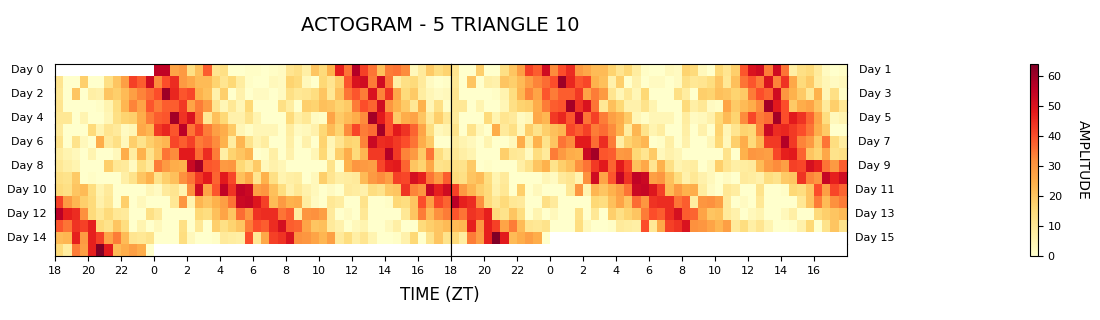 ACTOGRAM - 5 TRIANGLE 10
Day 0
Day 2
Day 4
Day 6
Day 8
Day 10
Day 12
Day 14
Day 1
Day 3
Day 5
Day 7
Day 9
Day 11
Day 13
Day 15
60
50
40
30
20
10
0
AMPLITUDE
18 20 22 0 2 4 6 8 10 12 14 16 18 20 22 0 2 4 6 8 10 12 14 16
TIME (ZT)